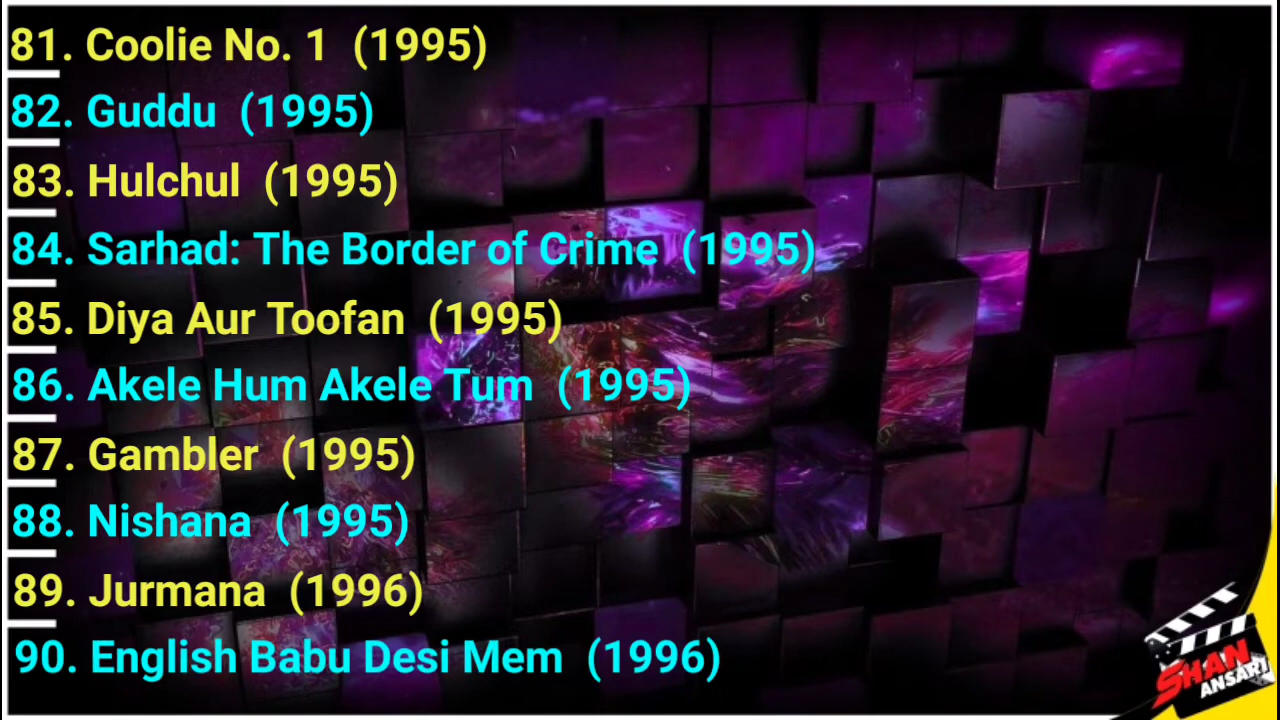 81. Coolie No. 1 (1995)
82. Guddu (1995)
83. Hulchul (1995)
84. Sarhad: The Border of Crime (1995)
85. Diya Aur Toofan (1995)
86. Akele Hum Akele Tum (1995)
87. Gambler (1995)
88. Nishana (1995)
89. Jurmana (1996)
90. English Babu Desi Mem (1996)
SHAN
ANSARI